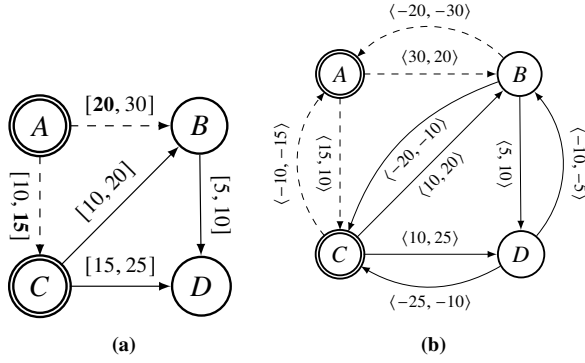 ⟨−20, −30⟩
[20, 30]
A
B
⟨30, 20⟩
A
B
[10, 15]
[10, 20]
[5, 10]
⟨−10, −15⟩
⟨15, 10⟩
⟨−20, −10⟩
⟨10, 20⟩
⟨5, 10⟩
⟨−10, −5⟩
[15, 25]
C
D
⟨10, 25⟩
C
D
⟨−25, −10⟩
(a)
(b)